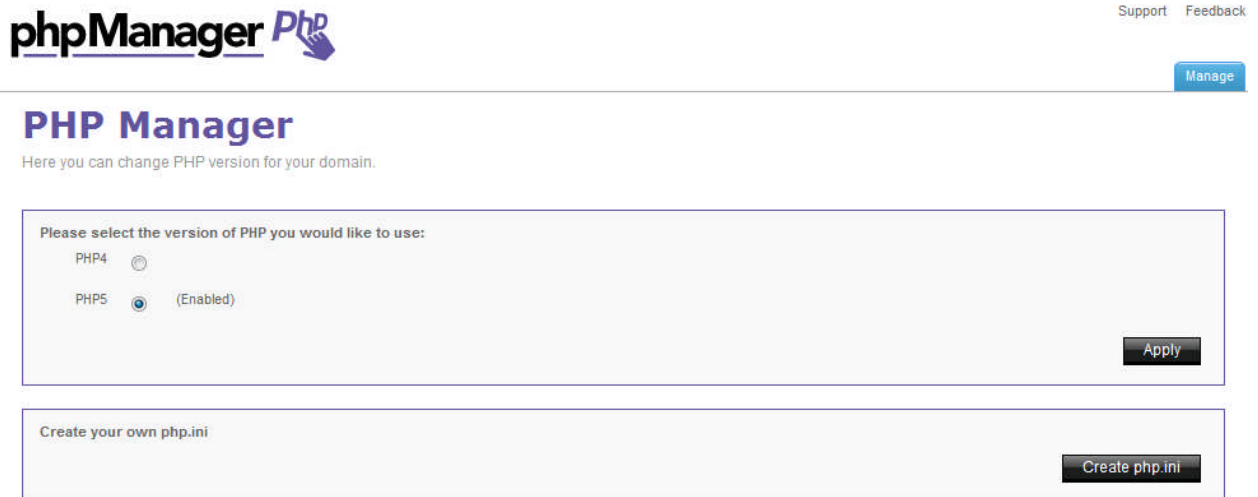 Support Feedback
phpManager Php
Manage
PHP Manager
Here you can change PHP version for your domain.
Please select the version of PHP you would like to use:
PHP4
PHP5 (Enabled)
Apply
Create your own php.ini
Create php.ini